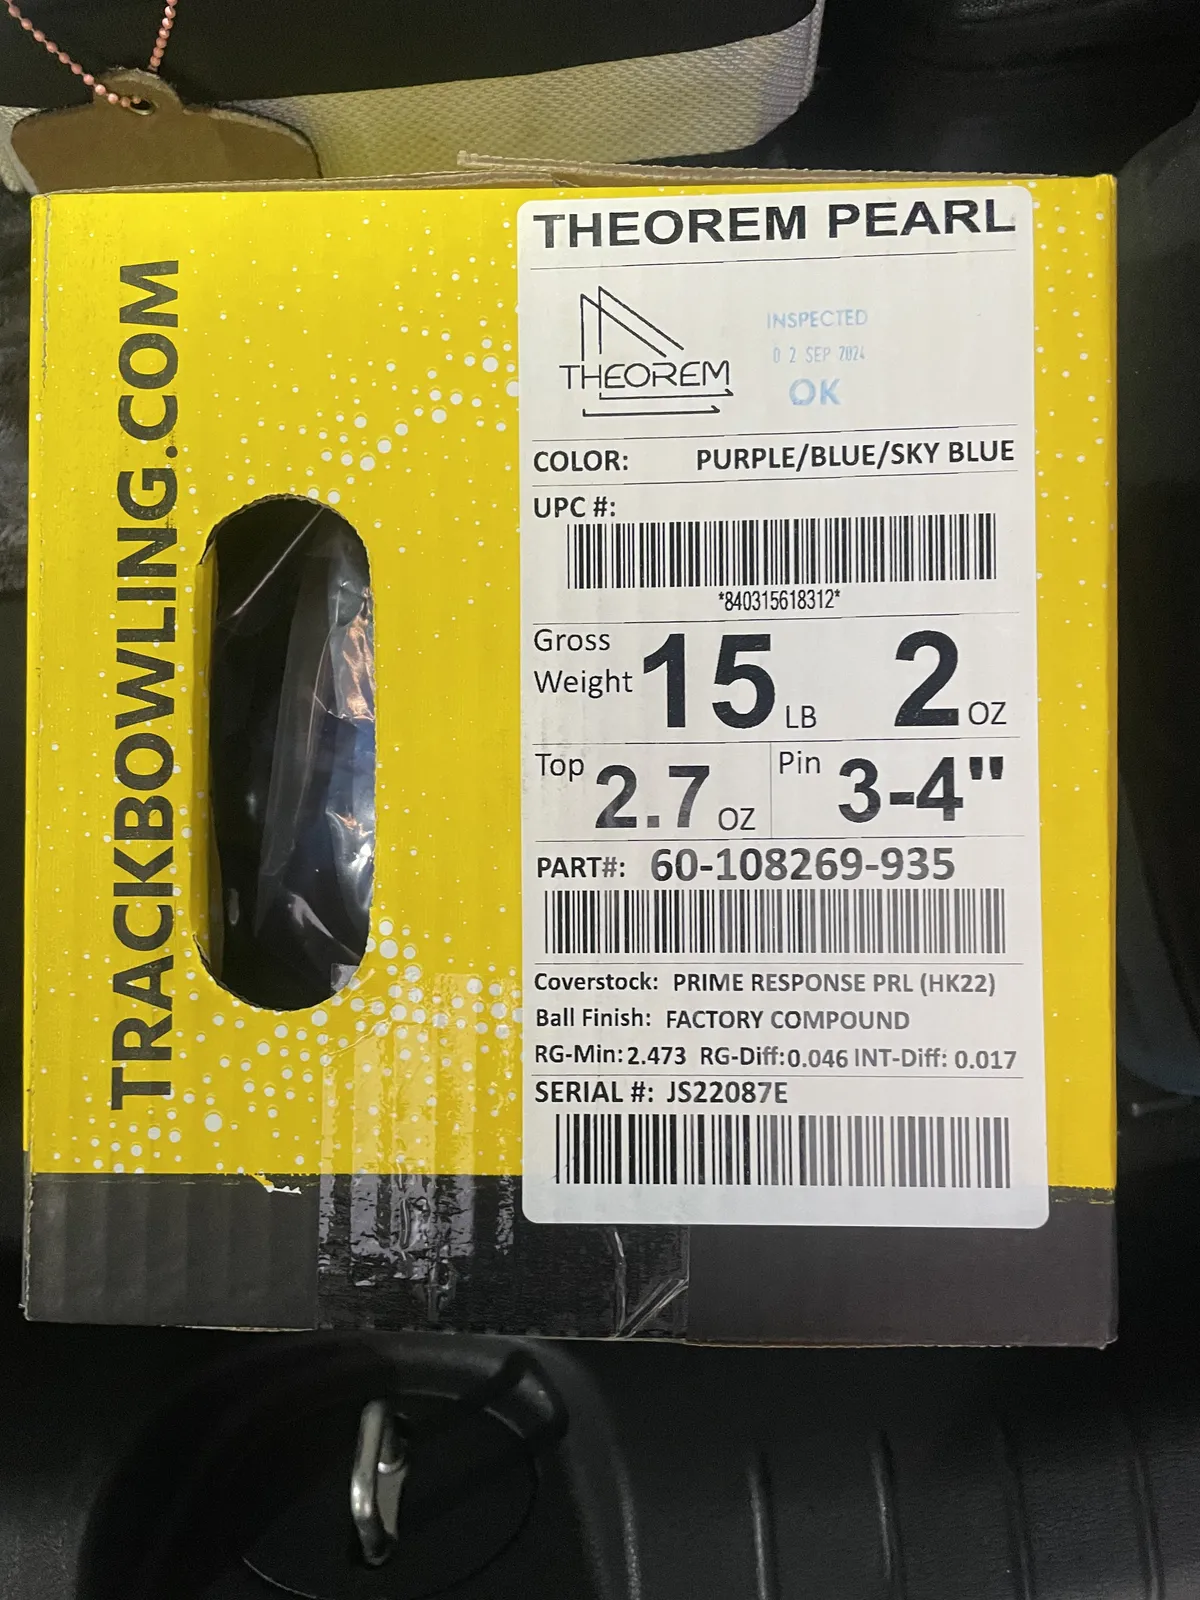 TRACKBOWLING.COM
THEOREM PEARL
THEOREM
INSPECTED
02 SEP 2024
OK
COLOR: PURPLE/BLUE/SKY BLUE
UPC #:
*840315618312*
Gross Weight 15 LB 2 OZ
Top 2.7 OZ Pin 3-4"
PART#: 60-108269-935
Coverstock: PRIME RESPONSE PRL (HK22)
Ball Finish: FACTORY COMPOUND
RG-Min: 2.473 RG-Diff: 0.046 INT-Diff: 0.017
SERIAL #: JS22087E